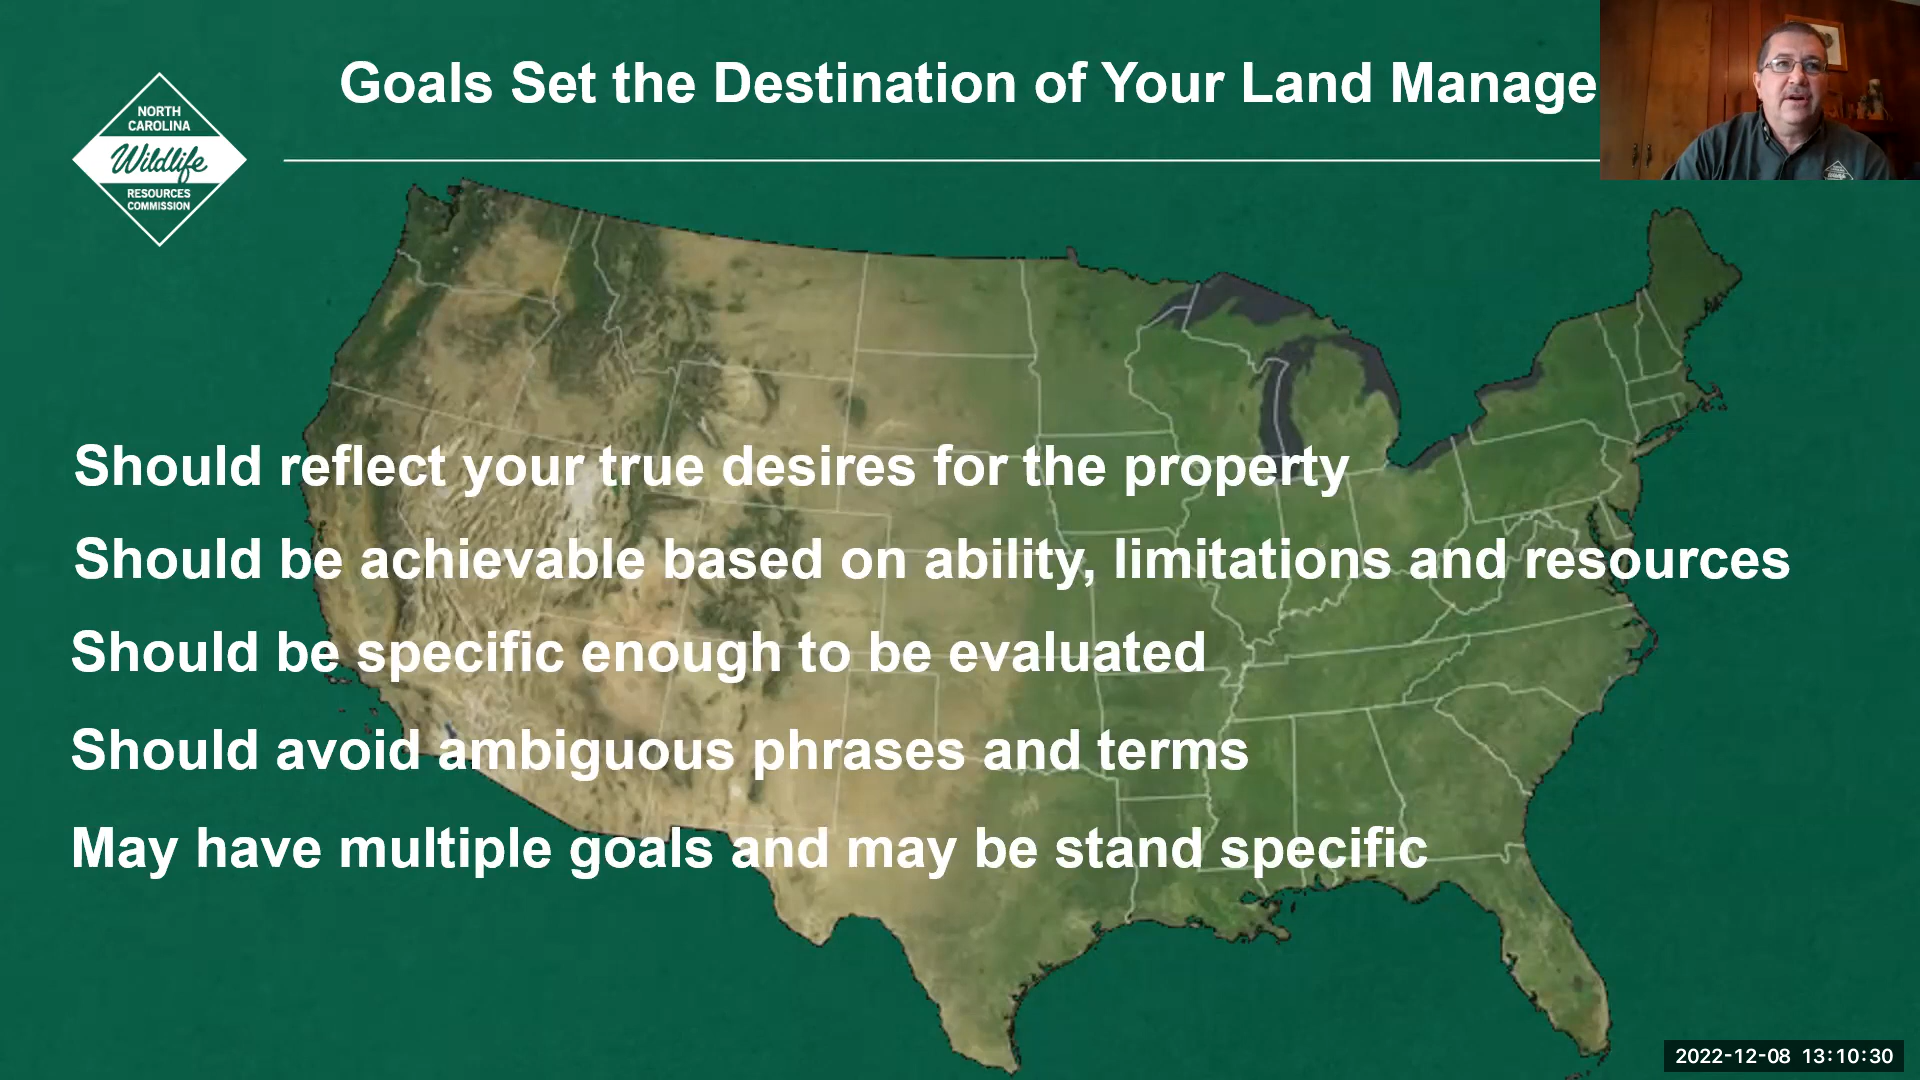 Goals Set the Destination of Your Land Manage
NORTH
CAROLINA
Wildlife
RESOURCES
COMMISSION
Should reflect your true desires for the property
Should be achievable based on ability, limitations and resources
Should be specific enough to be evaluated
Should avoid ambiguous phrases and terms
May have multiple goals and may be stand specific
2022-12-08 13:10:30